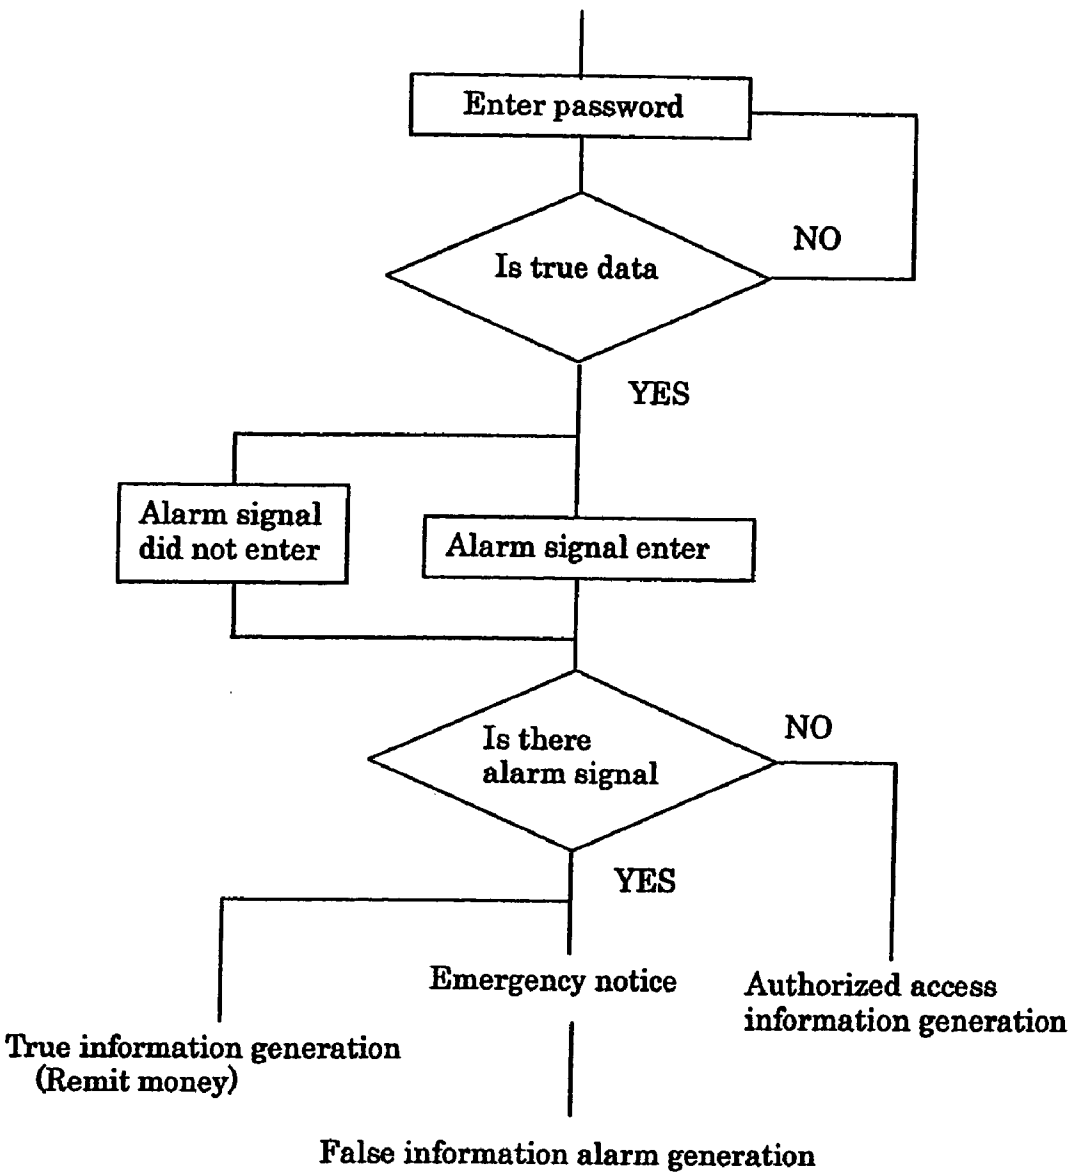 Enter password
Is true data
NO
YES
Alarm signal
did not enter
Alarm signal enter
Is there
alarm signal
NO
YES
Emergency notice
Authorized access
information generation
True information generation
(Remit money)
False information alarm generation